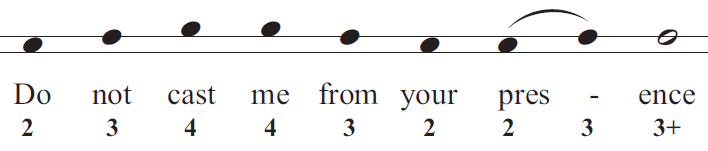 Do not cast me from your pres - ence
2 3 4 4 3 2 2 3 3+